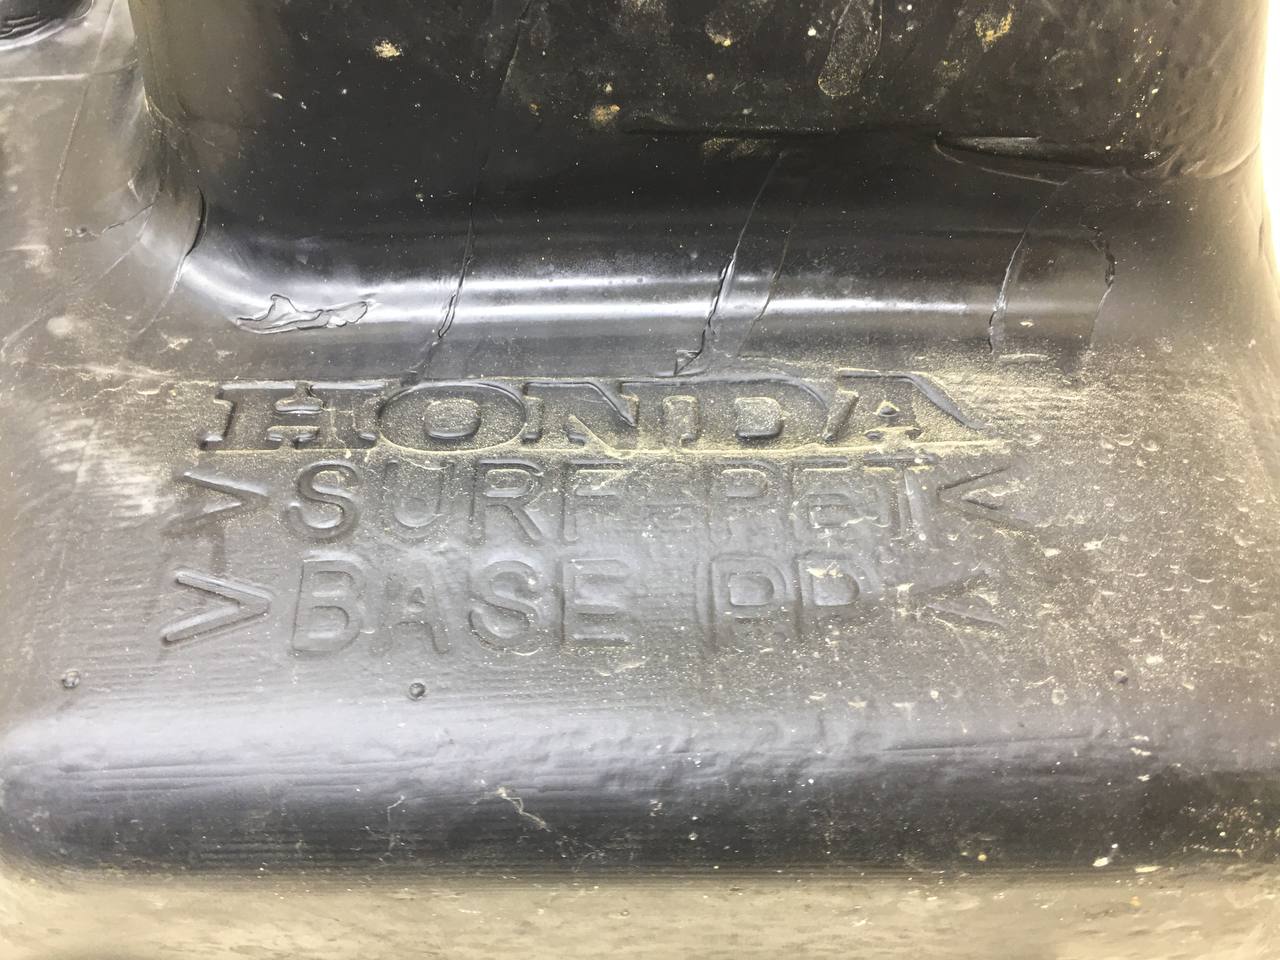 HONDA
>SURF-PET<
>BASE PP<